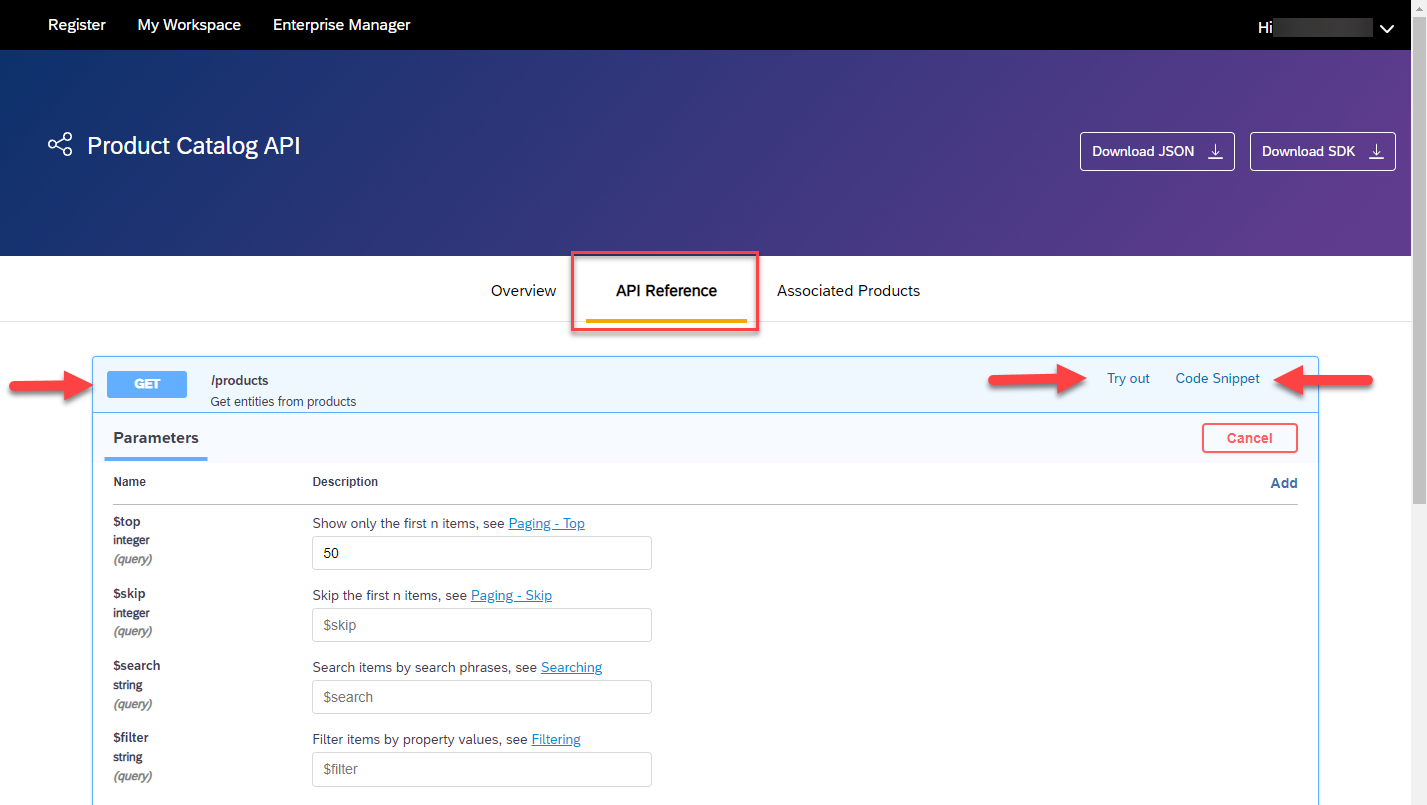 Register My Workspace Enterprise Manager Hi
Product Catalog API
Download JSON Download SDK
Overview API Reference Associated Products
GET /products Try out Code Snippet
Get entities from products
Parameters Cancel
Name Description Add
$top Show only the first n items, see Paging - Top
integer 50
(query)
$skip Skip the first n items, see Paging - Skip
integer $skip
(query)
$search Search items by search phrases, see Searching
string $search
(query)
$filter Filter items by property values, see Filtering
string $filter
(query)